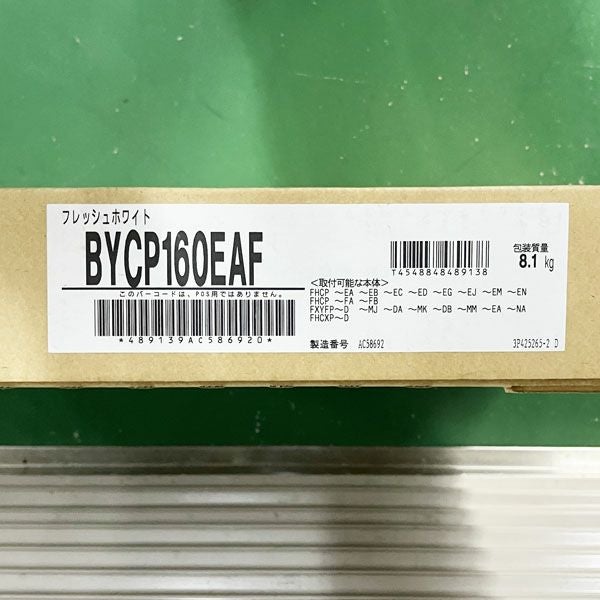 フレッシュホワイト
BYCP160EAF
このバーコードは、POS用ではありません。
*489139AC586920*
T4548848489138
包装質量
8.1 kg
<取付可能な本体>
FHCP ～EA ～EB ～EC ～ED ～EG ～EJ ～EM ～EN
FHCP ～FA ～FB
FXYFP～D ～MJ ～DA ～MK ～DB ～MM ～EA ～NA
FHCXP～D
製造番号 AC58692
3P425265-2 D